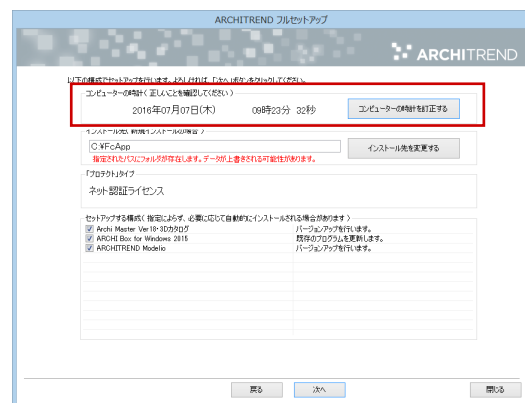 ARCHITREND フルセットアップ
ARCHITREND
以下の構成でセットアップを行います。よろしければ、「次へ」ボタンをクリックしてください。
コンピューターの時計( 正しいことを確認してください )
2016年07月07日(木) 09時23分 32秒 コンピューターの時計を訂正する
インストール先( 新規インストールの場合 )
C:¥FcApp インストール先を変更する
指定されたパスにフォルダが存在します。データが上書きされる可能性があります。
「プロテクト」タイプ
ネット認証ライセンス
セットアップする構成( 指定によらず、必要に応じて自動的にインストールされる場合があります )
Archi Master Ver18・3Dカタログ バージョンアップを行います。
ARCHI Box for Windows 2015 既存のプログラムを更新します。
ARCHITREND Modelio バージョンアップを行います。
戻る 次へ 閉じる